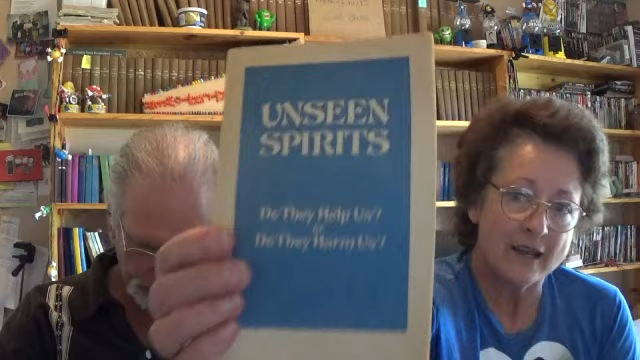 UNSEEN
SPIRITS
Do They Help Us?
or
Do They Harm Us?